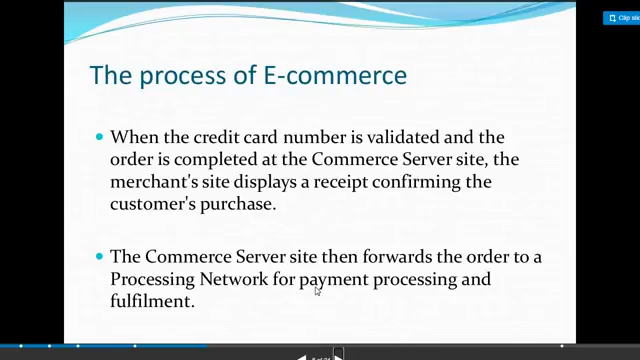 Clip slid
The process of E-commerce
• When the credit card number is validated and the
order is completed at the Commerce Server site, the
merchant's site displays a receipt confirming the
customer's purchase.
• The Commerce Server site then forwards the order to a
Processing Network for payment processing and
fulfilment.